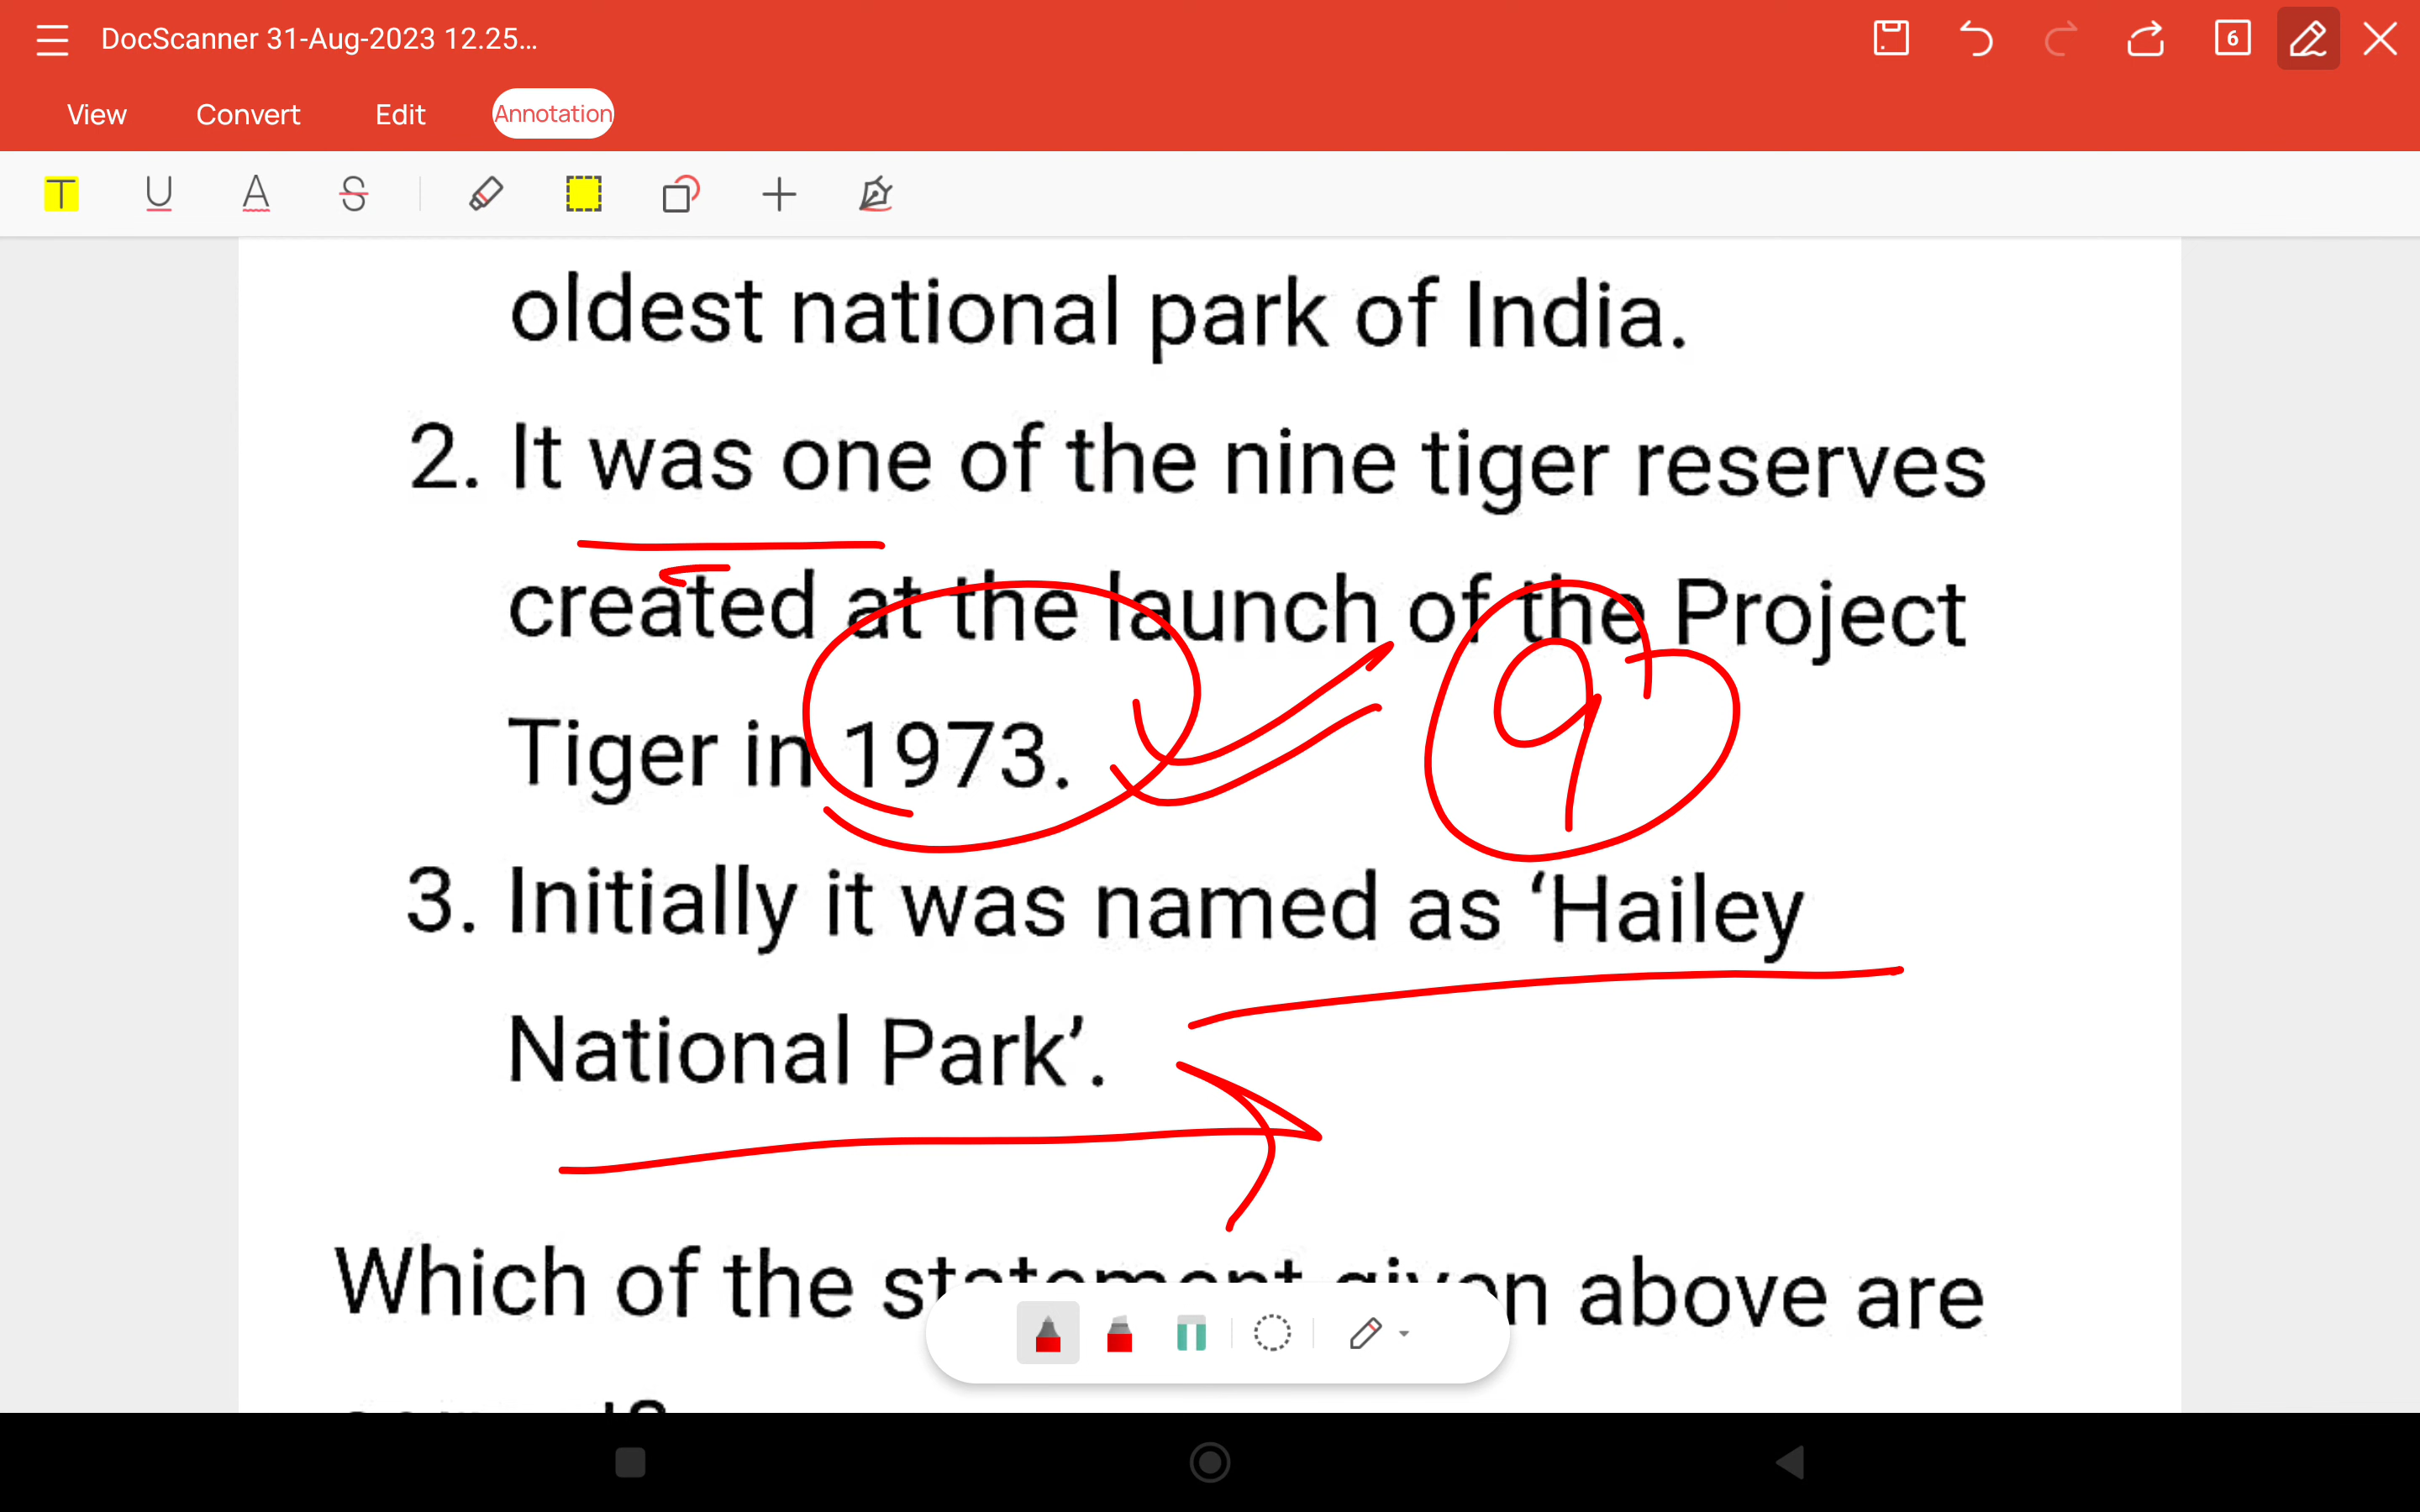 DocScanner 31-Aug-2023 12.25...
6
View Convert Edit Annotation
T U A S
oldest national park of India.
2. It was one of the nine tiger reserves
created at the launch of the Project
Tiger in 1973.
9
3. Initially it was named as ‘Hailey
National Park’.
Which of the statement given above are